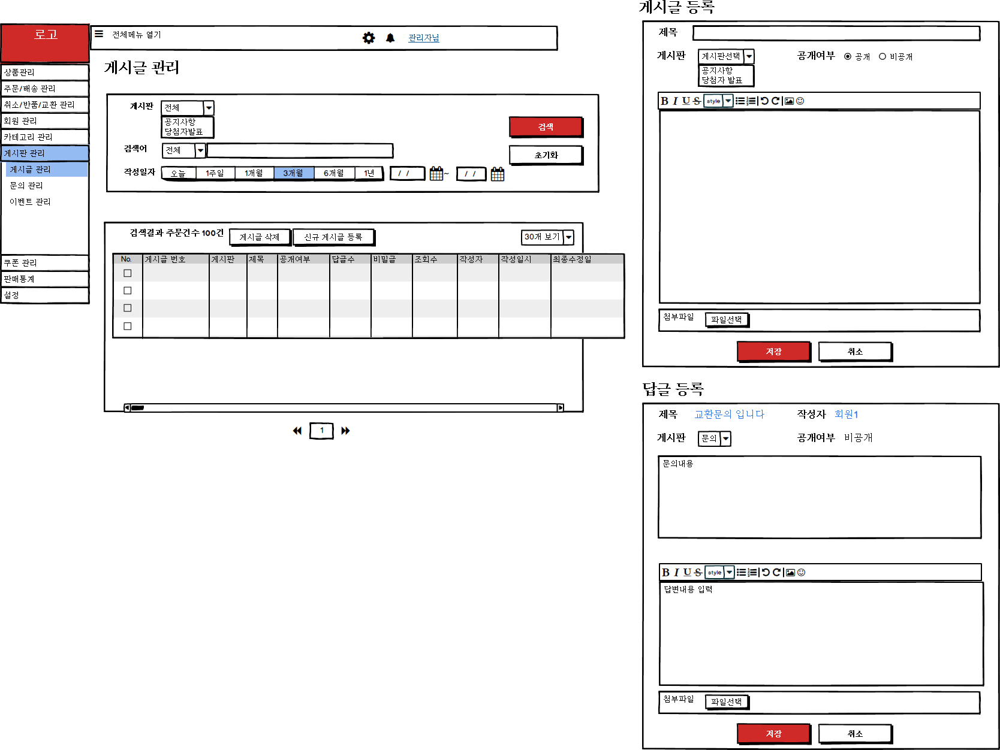 로고
전체메뉴 열기
관리자님
상품관리
주문/배송 관리
취소/반품/교환 관리
회원 관리
카테고리 관리
게시판 관리
게시글 관리
문의 관리
이벤트 관리
쿠폰 관리
판매통계
설정
게시글 관리
게시판 전체
공지사항
당첨자발표
검색어 전체
작성일자 오늘 1주일 1개월 3개월 6개월 1년 / / ~ / /
검색
초기화
검색결과 주문건수 100건 게시글 삭제 신규 게시글 등록 30개 보기
No. 게시글 번호 게시판 제목 공개여부 답글수 비밀글 조회수 작성자 작성일시 최종수정일
1
게시글 등록
제목
게시판 게시판선택 공개여부 공개 비공개
공지사항
당첨자 발표
B I U S style
첨부파일 파일선택
저장 취소
답글 등록
제목 교환문의 입니다 작성자 회원1
게시판 문의 공개여부 비공개
문의내용
B I U S style
답변내용 입력
첨부파일 파일선택
저장 취소